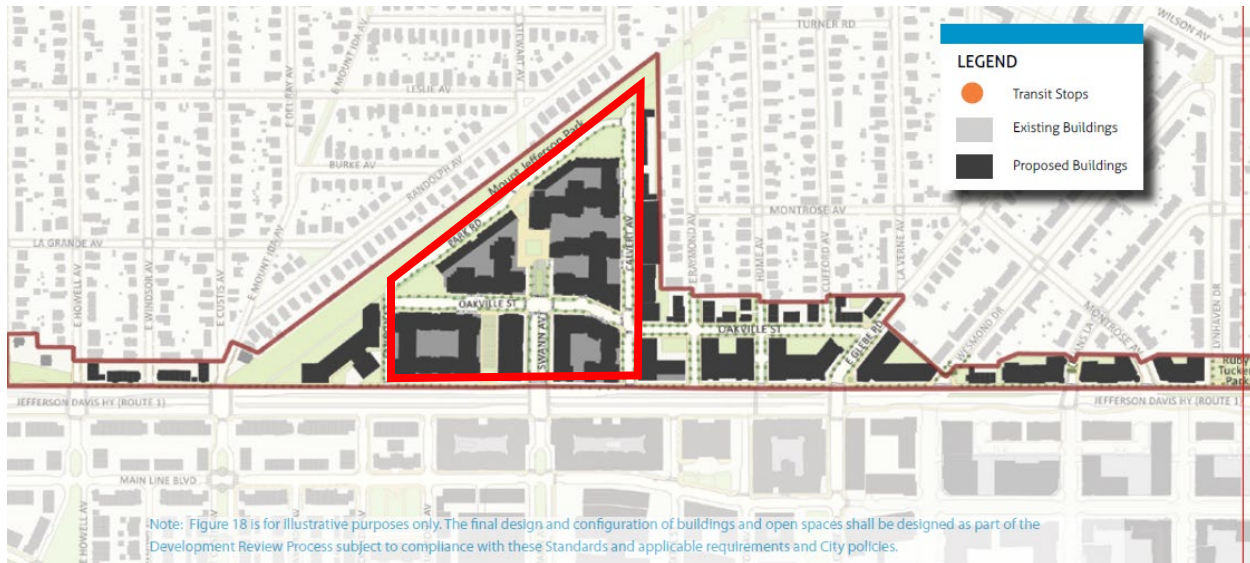 TURNER RD
WILSON AV
STEWART AV
E MOUNT IDA AV
E DEL RAY AV
LESLIE AV
LEGEND
Transit Stops
Existing Buildings
Proposed Buildings
Mount Jefferson Park
BURKE AV
RANDOLPH AV
MONTROSE AV
LA GRANDE AV
PARK RD
CALVERT AV
E RAYMOND AV
HUME AV
CLIFFORD AV
LA VERNE AV
E HOWELL AV
E WINDSOR AV
E CUSTIS AV
E MOUNT IDA AV
OAKVILLE ST
SWANN AV
OAKVILLE ST
E GLEBE RD
WESMOND DR
MONTROSE AV
LYNHAVEN DR
Ruby
Tucker
Park
JEFFERSON DAVIS HY (ROUTE 1)
JEFFERSON DAVIS HY (ROUTE 1)
MAIN LINE BLVD
E HOWELL AV
Note: Figure 18 is for illustrative purposes only. The final design and configuration of buildings and open spaces shall be designed as part of the
Development Review Process subject to compliance with these Standards and applicable requirements and City policies.